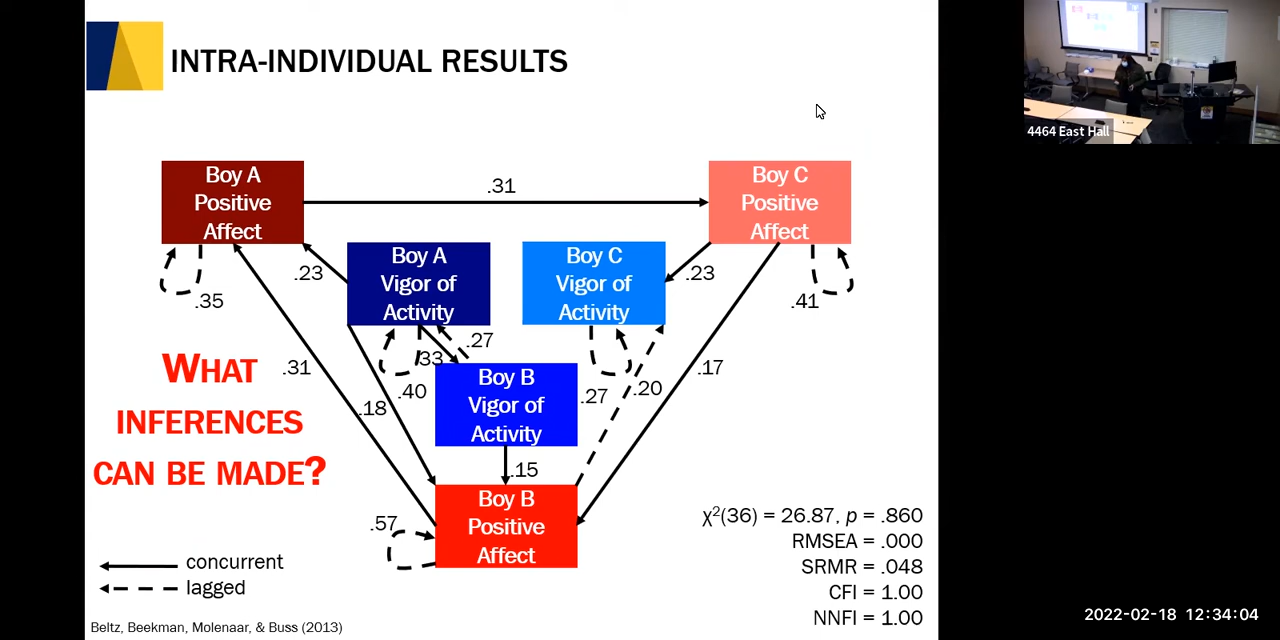 INTRA-INDIVIDUAL RESULTS
4464 East Hall
Boy A
Positive
Affect
.31
Boy C
Positive
Affect
.23
Boy A
Vigor of
Activity
Boy C
Vigor of
Activity
.23
.35
.41
.27
.33
WHAT
INFERENCES
CAN BE MADE?
.31
.18
.40
Boy B
Vigor of
Activity
.27
.20
.17
.15
.57
Boy B
Positive
Affect
concurrent
lagged
χ²(36) = 26.87, p = .860
RMSEA = .000
SRMR = .048
CFI = 1.00
NNFI = 1.00
Beltz, Beekman, Molenaar, & Buss (2013)
2022-02-18 12:34:04